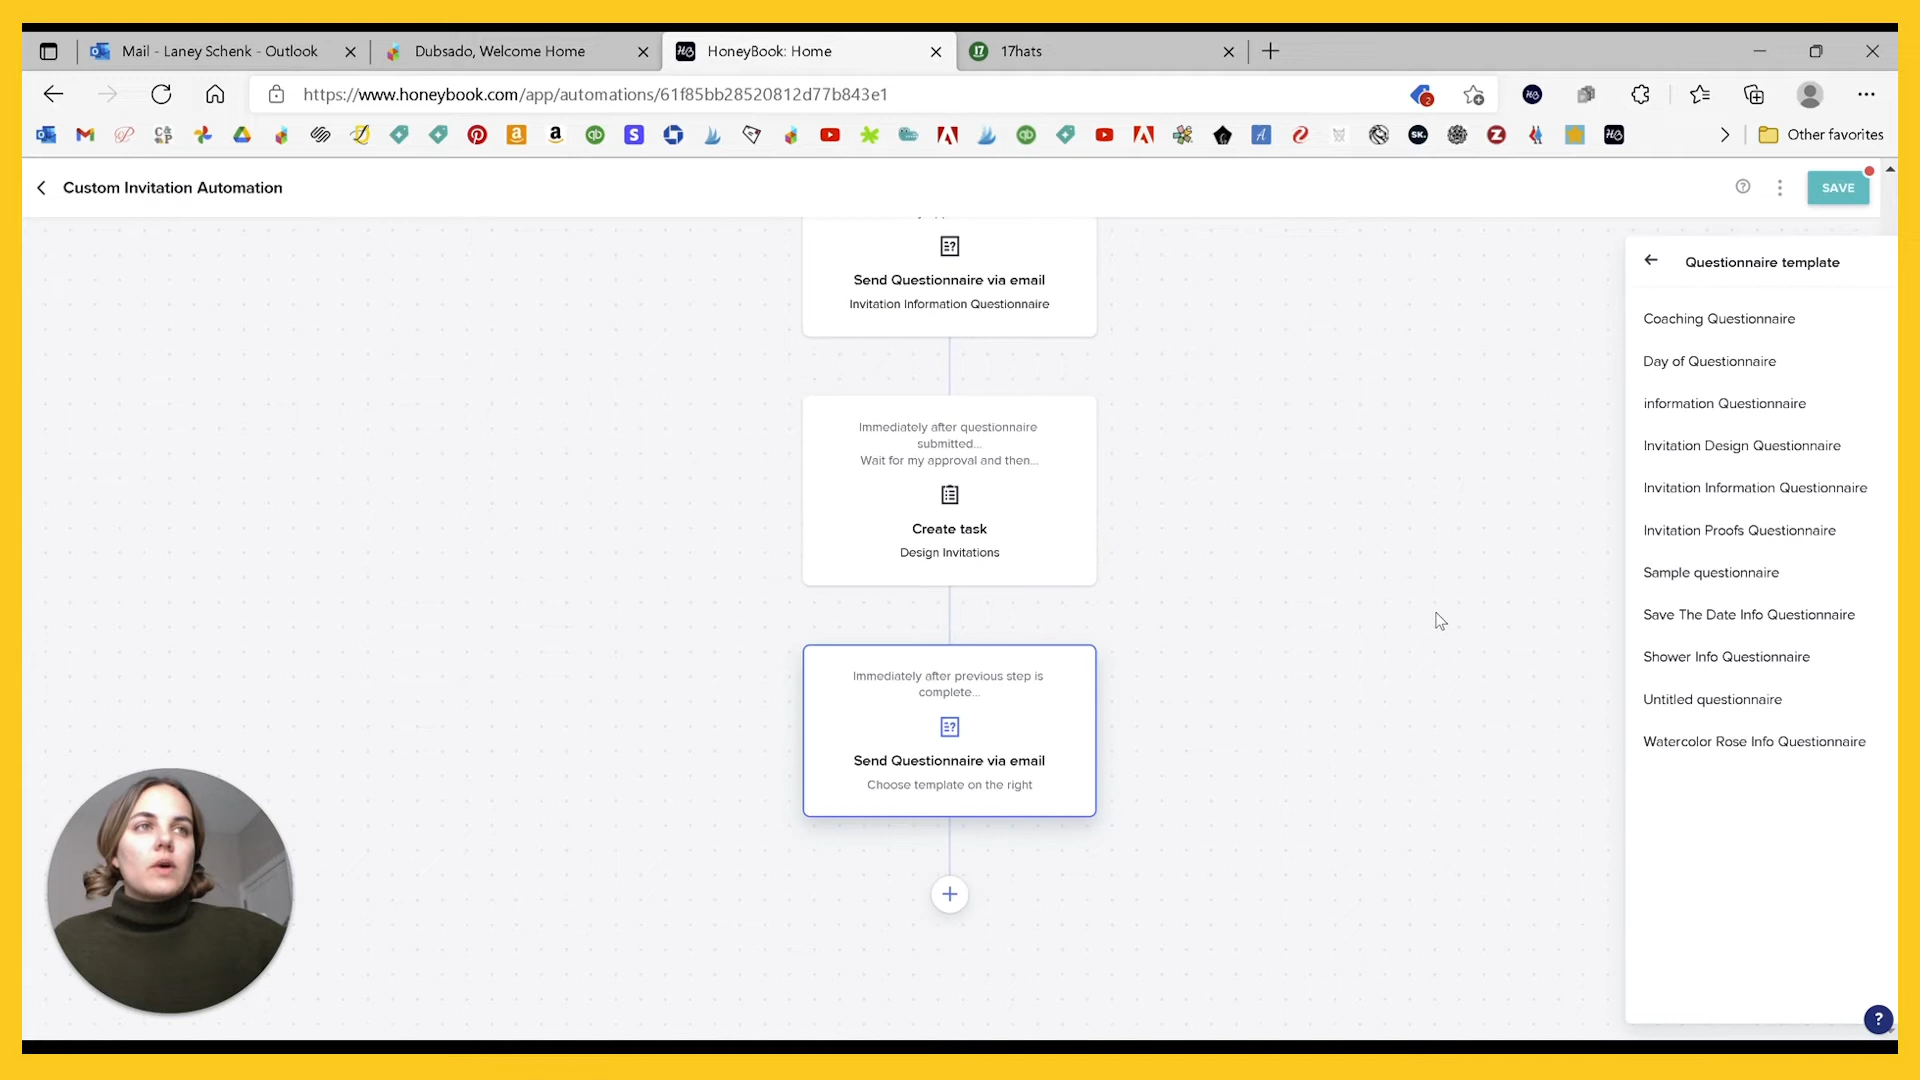 Mail - Laney Schenk - Outlook
Dubsado, Welcome Home
HoneyBook: Home
17hats
https://www.honeybook.com/app/automations/61f85bb28520812d77b843e1
Other favorites
Custom Invitation Automation
SAVE
Send Questionnaire via email
Invitation Information Questionnaire
Immediately after questionnaire
submitted...
Wait for my approval and then...
Create task
Design Invitations
Immediately after previous step is
complete...
Send Questionnaire via email
Choose template on the right
Questionnaire template
Coaching Questionnaire
Day of Questionnaire
information Questionnaire
Invitation Design Questionnaire
Invitation Information Questionnaire
Invitation Proofs Questionnaire
Sample questionnaire
Save The Date Info Questionnaire
Shower Info Questionnaire
Untitled questionnaire
Watercolor Rose Info Questionnaire